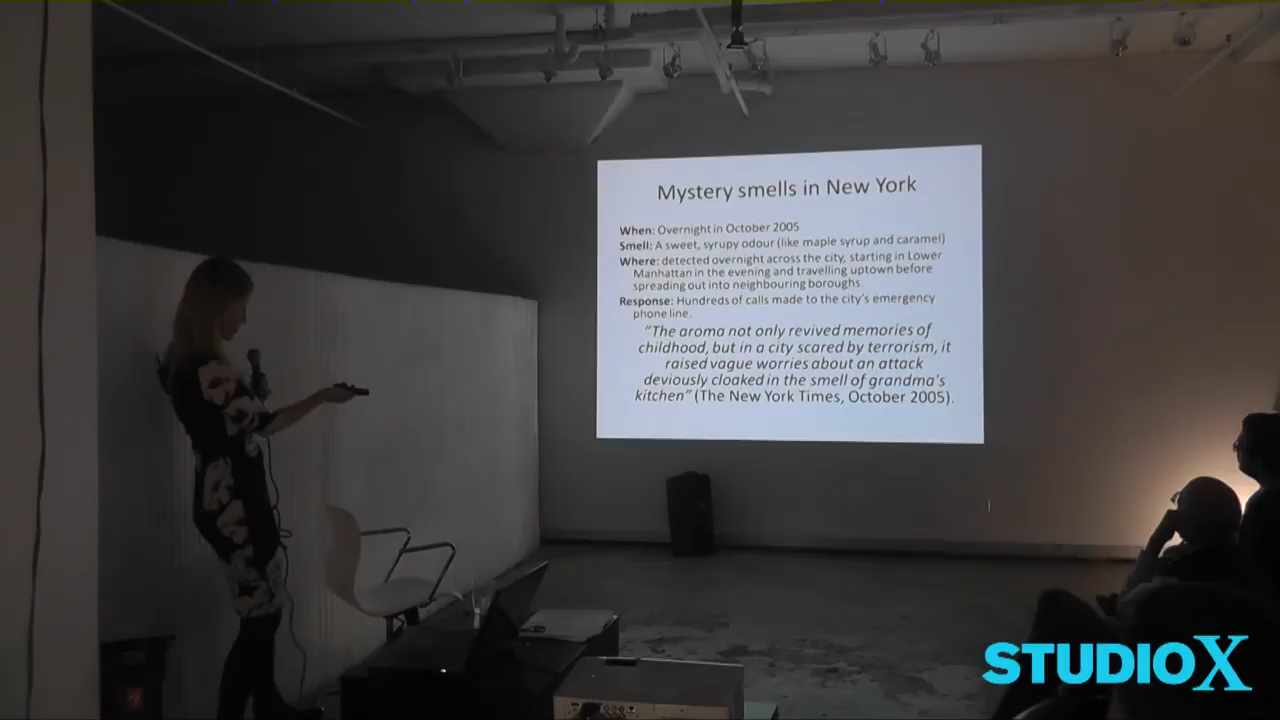 Mystery smells in New York
When: Overnight in October 2005
Smell: A sweet, syrupy odour (like maple syrup and caramel)
Where: detected overnight across the city, starting in Lower
Manhattan in the evening and travelling uptown before
spreading out into neighbouring boroughs.
Response: Hundreds of calls made to the city's emergency
phone line.
"The aroma not only revived memories of
childhood, but in a city scared by terrorism, it
raised vague worries about an attack
deviously cloaked in the smell of grandma's
kitchen" (The New York Times, October 2005).
STUDIOX